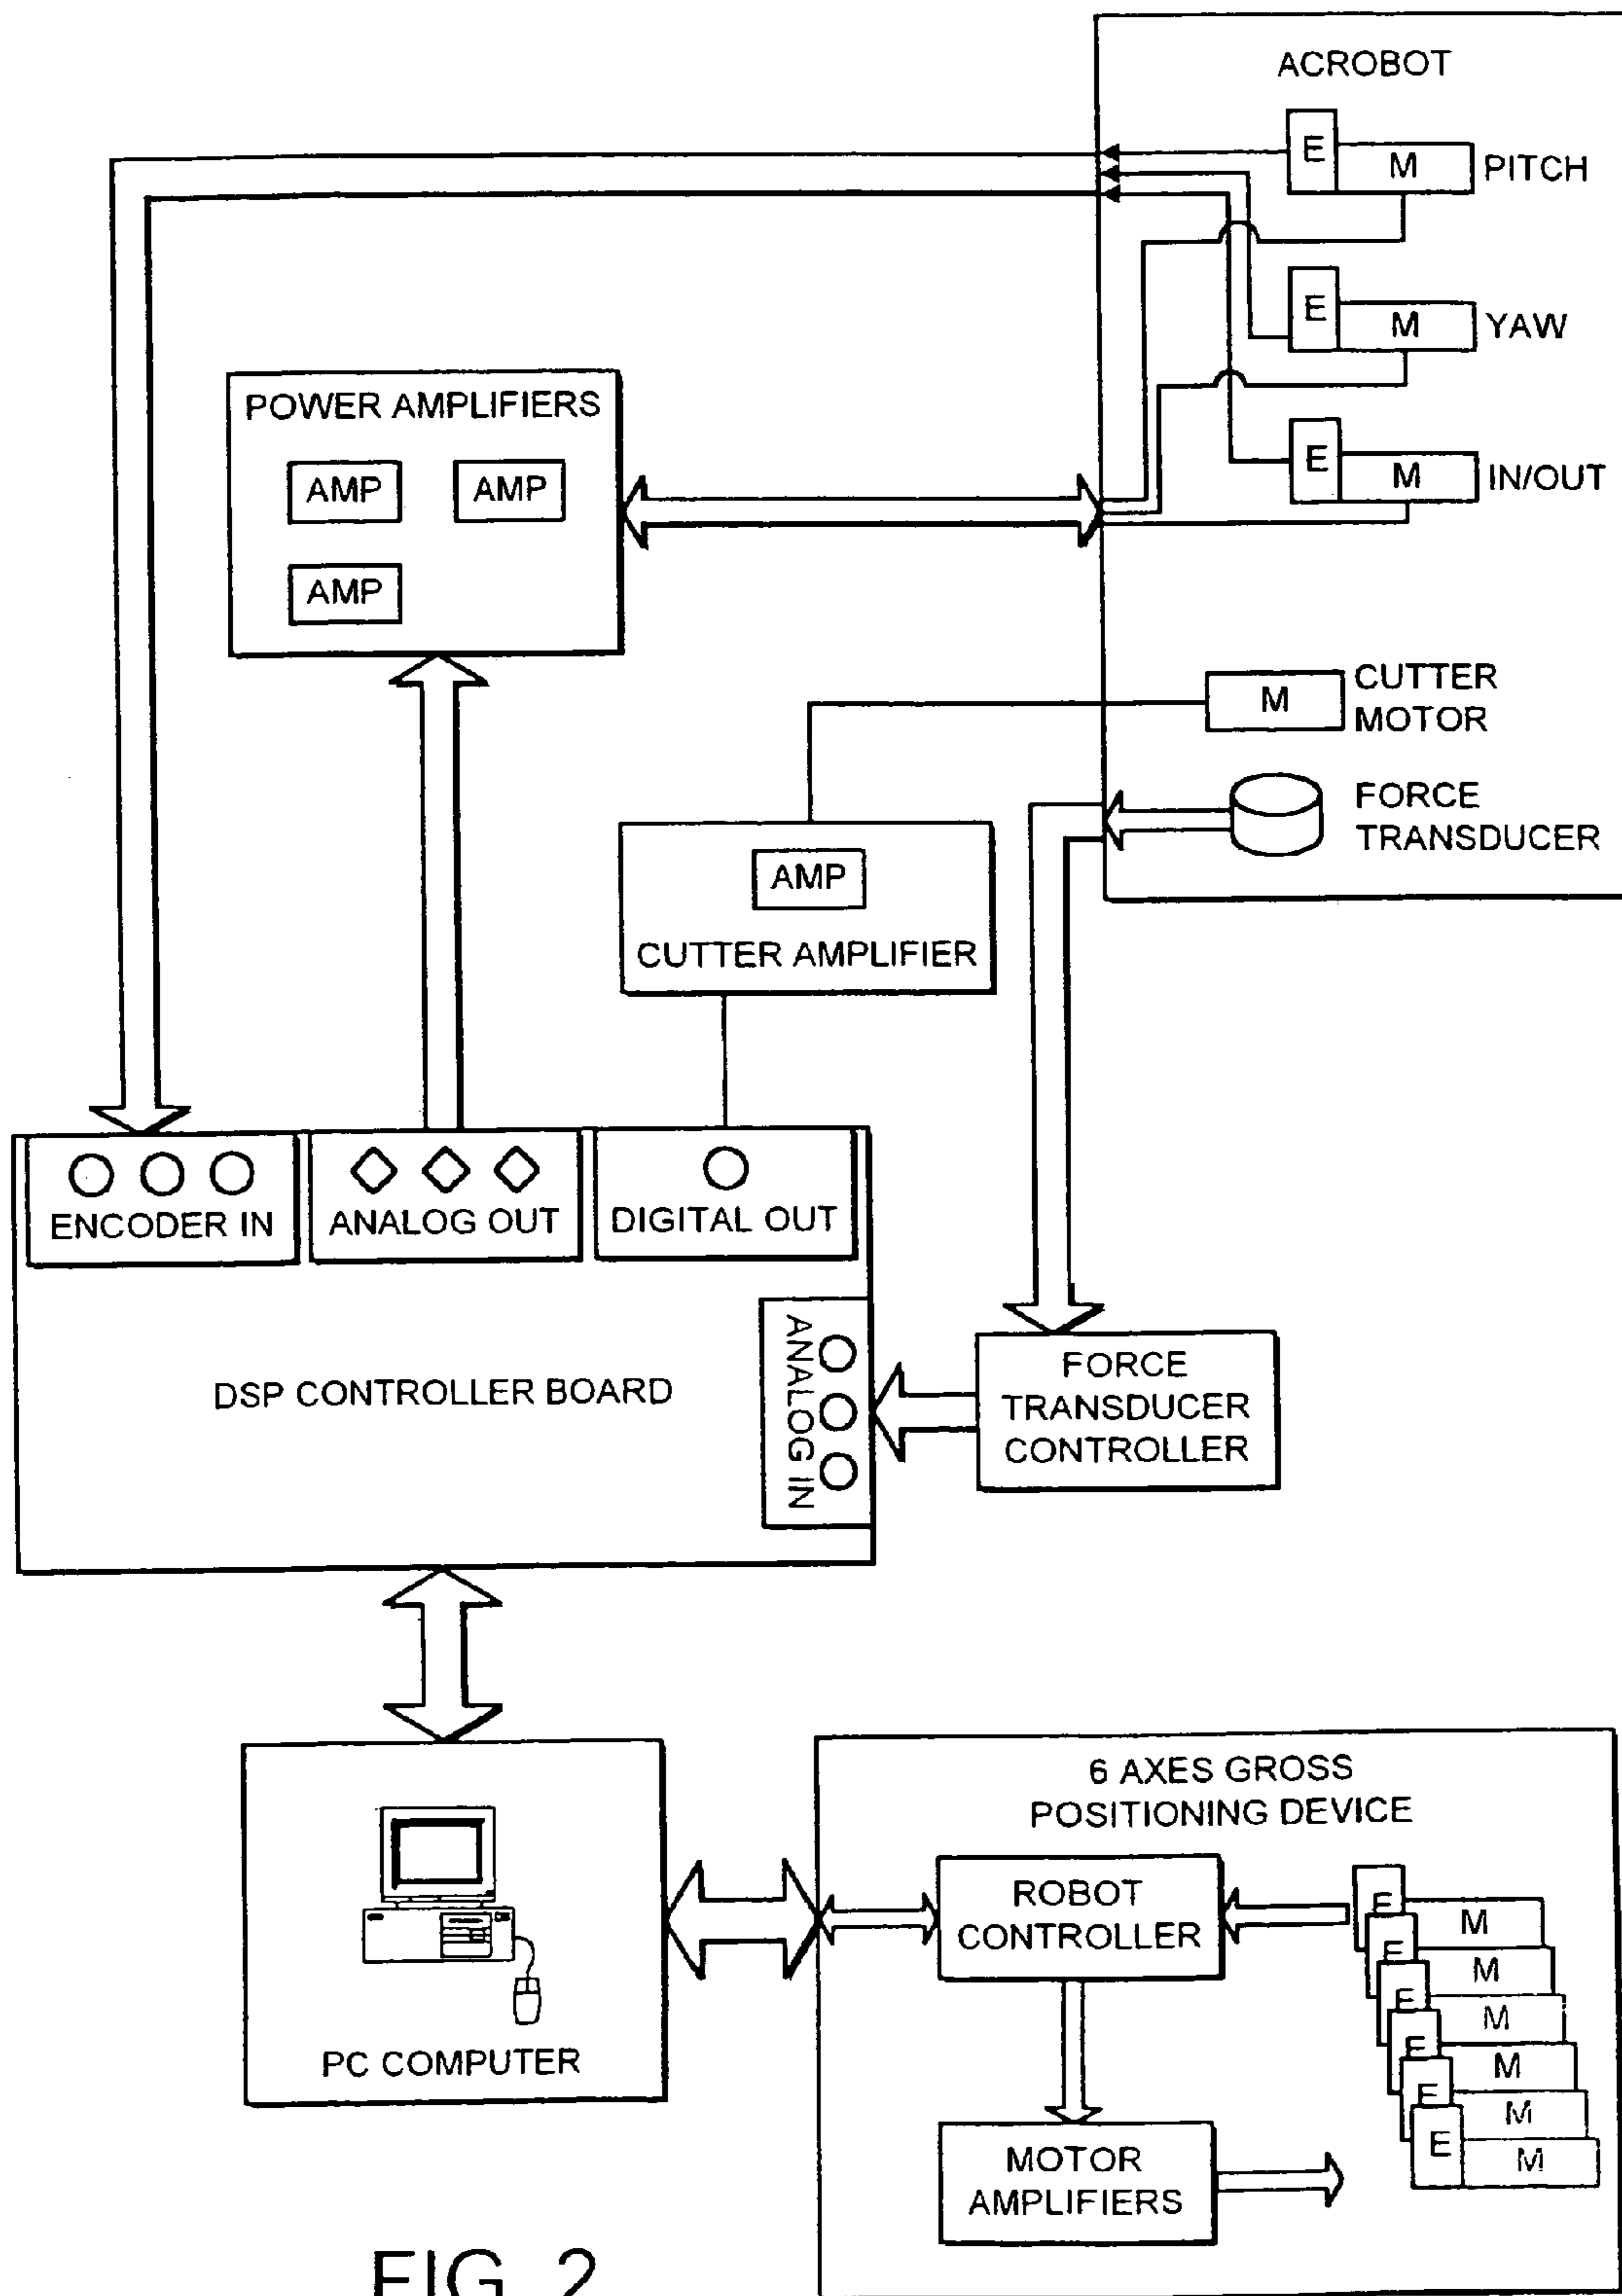 ACROBOT
E
M
PITCH
E
M
YAW
E
M
IN/OUT
POWER AMPLIFIERS
AMP
AMP
AMP
M
CUTTER
MOTOR
FORCE
TRANSDUCER
AMP
CUTTER AMPLIFIER
ENCODER IN
ANALOG OUT
DIGITAL OUT
ANALOG IN
DSP CONTROLLER BOARD
FORCE
TRANSDUCER
CONTROLLER
PC COMPUTER
6 AXES GROSS
POSITIONING DEVICE
ROBOT
CONTROLLER
MOTOR
AMPLIFIERS
E
M
E
M
E
M
E
M
E
M
E
M
FIG. 2